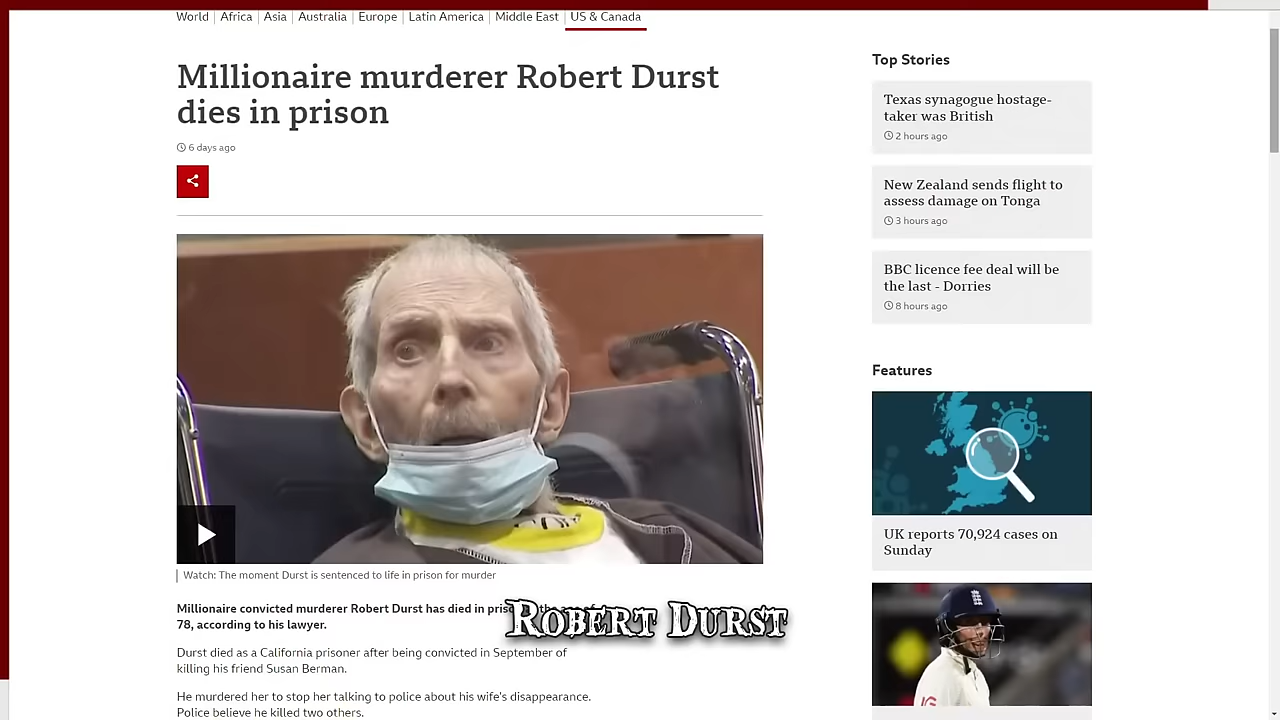 World Africa Asia Australia Europe Latin America Middle East US & Canada
Millionaire murderer Robert Durst
dies in prison
6 days ago
Watch: The moment Durst is sentenced to life in prison for murder
Millionaire convicted murderer Robert Durst has died in
78, according to his lawyer.
Robert Durst
Durst died as a California prisoner after being convicted in September of
killing his friend Susan Berman.
He murdered her to stop her talking to police about his wife's disappearance.
Police believe he killed two others.
Top Stories
Texas synagogue hostage-
taker was British
2 hours ago
New Zealand sends flight to
assess damage on Tonga
3 hours ago
BBC licence fee deal will be
the last - Dorries
8 hours ago
Features
UK reports 70,924 cases on
Sunday